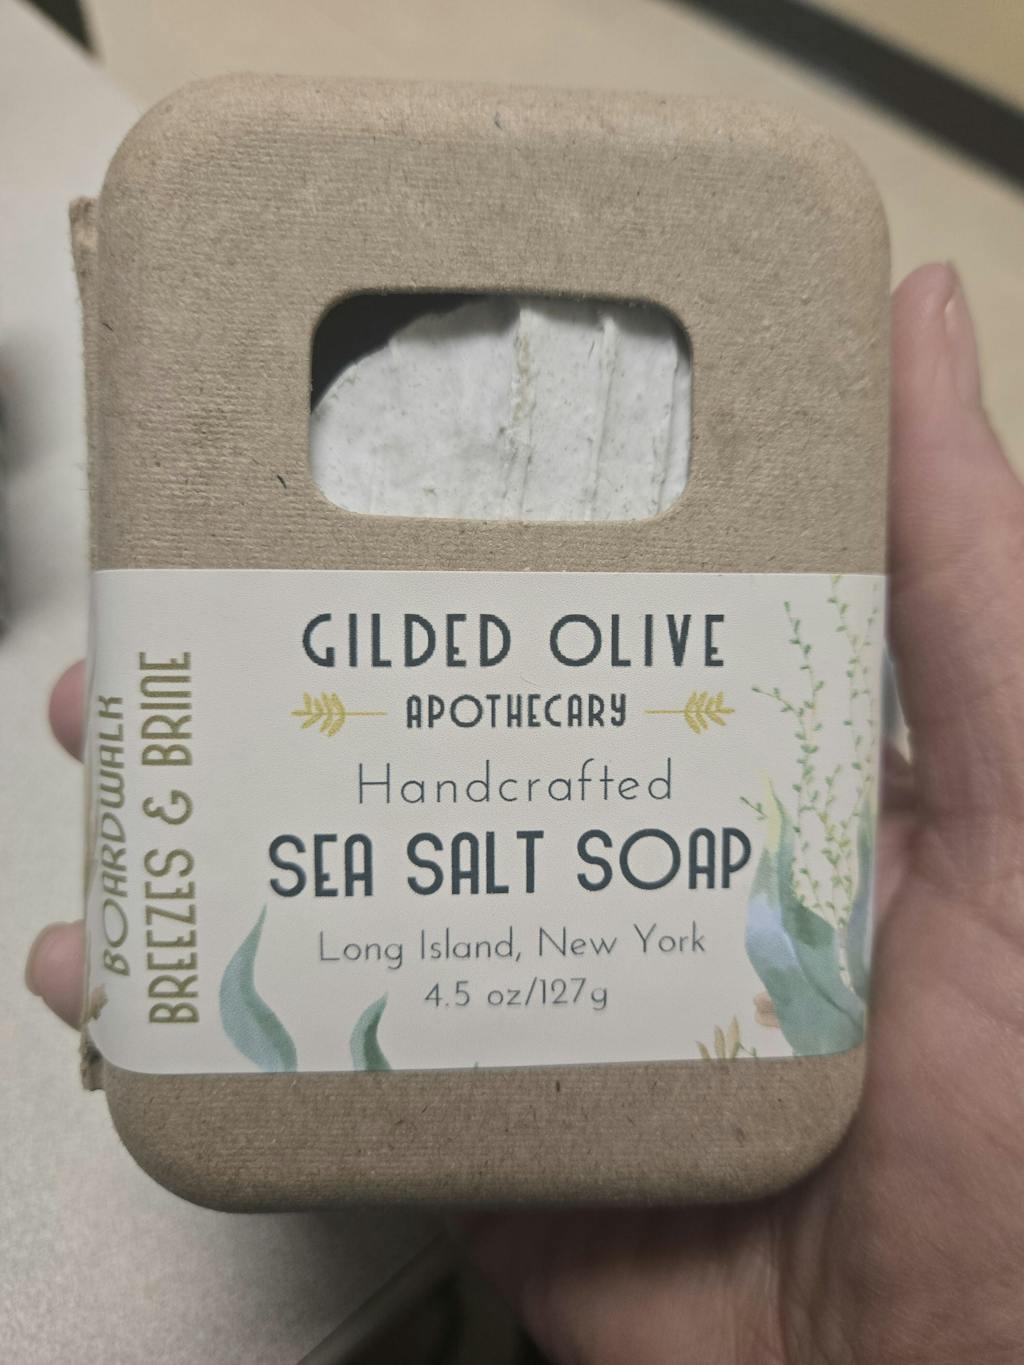 GILDED OLIVE
APOTHECARY
Handcrafted
SEA SALT SOAP
Long Island, New York
4.5 oz/127g
BOARDWALK
BREEZES & BRINE